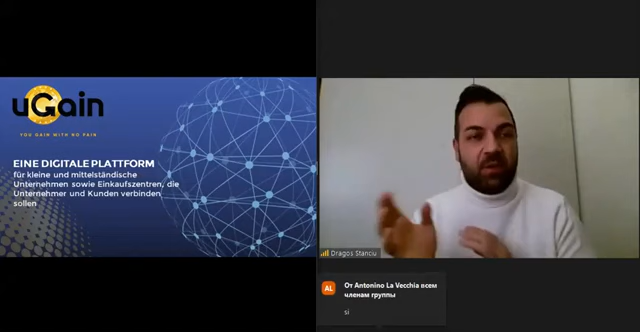 uGain
YOU GAIN WITH NO PAIN
EINE DIGITALE PLATTFORM
für kleine und mittelständische
Unternehmen sowie Einkaufszentren, die
Unternehmer und Kunden verbinden
sollen
Dragos Stanciu
AL
От Antonino La Vecchia всем
членам группы
si